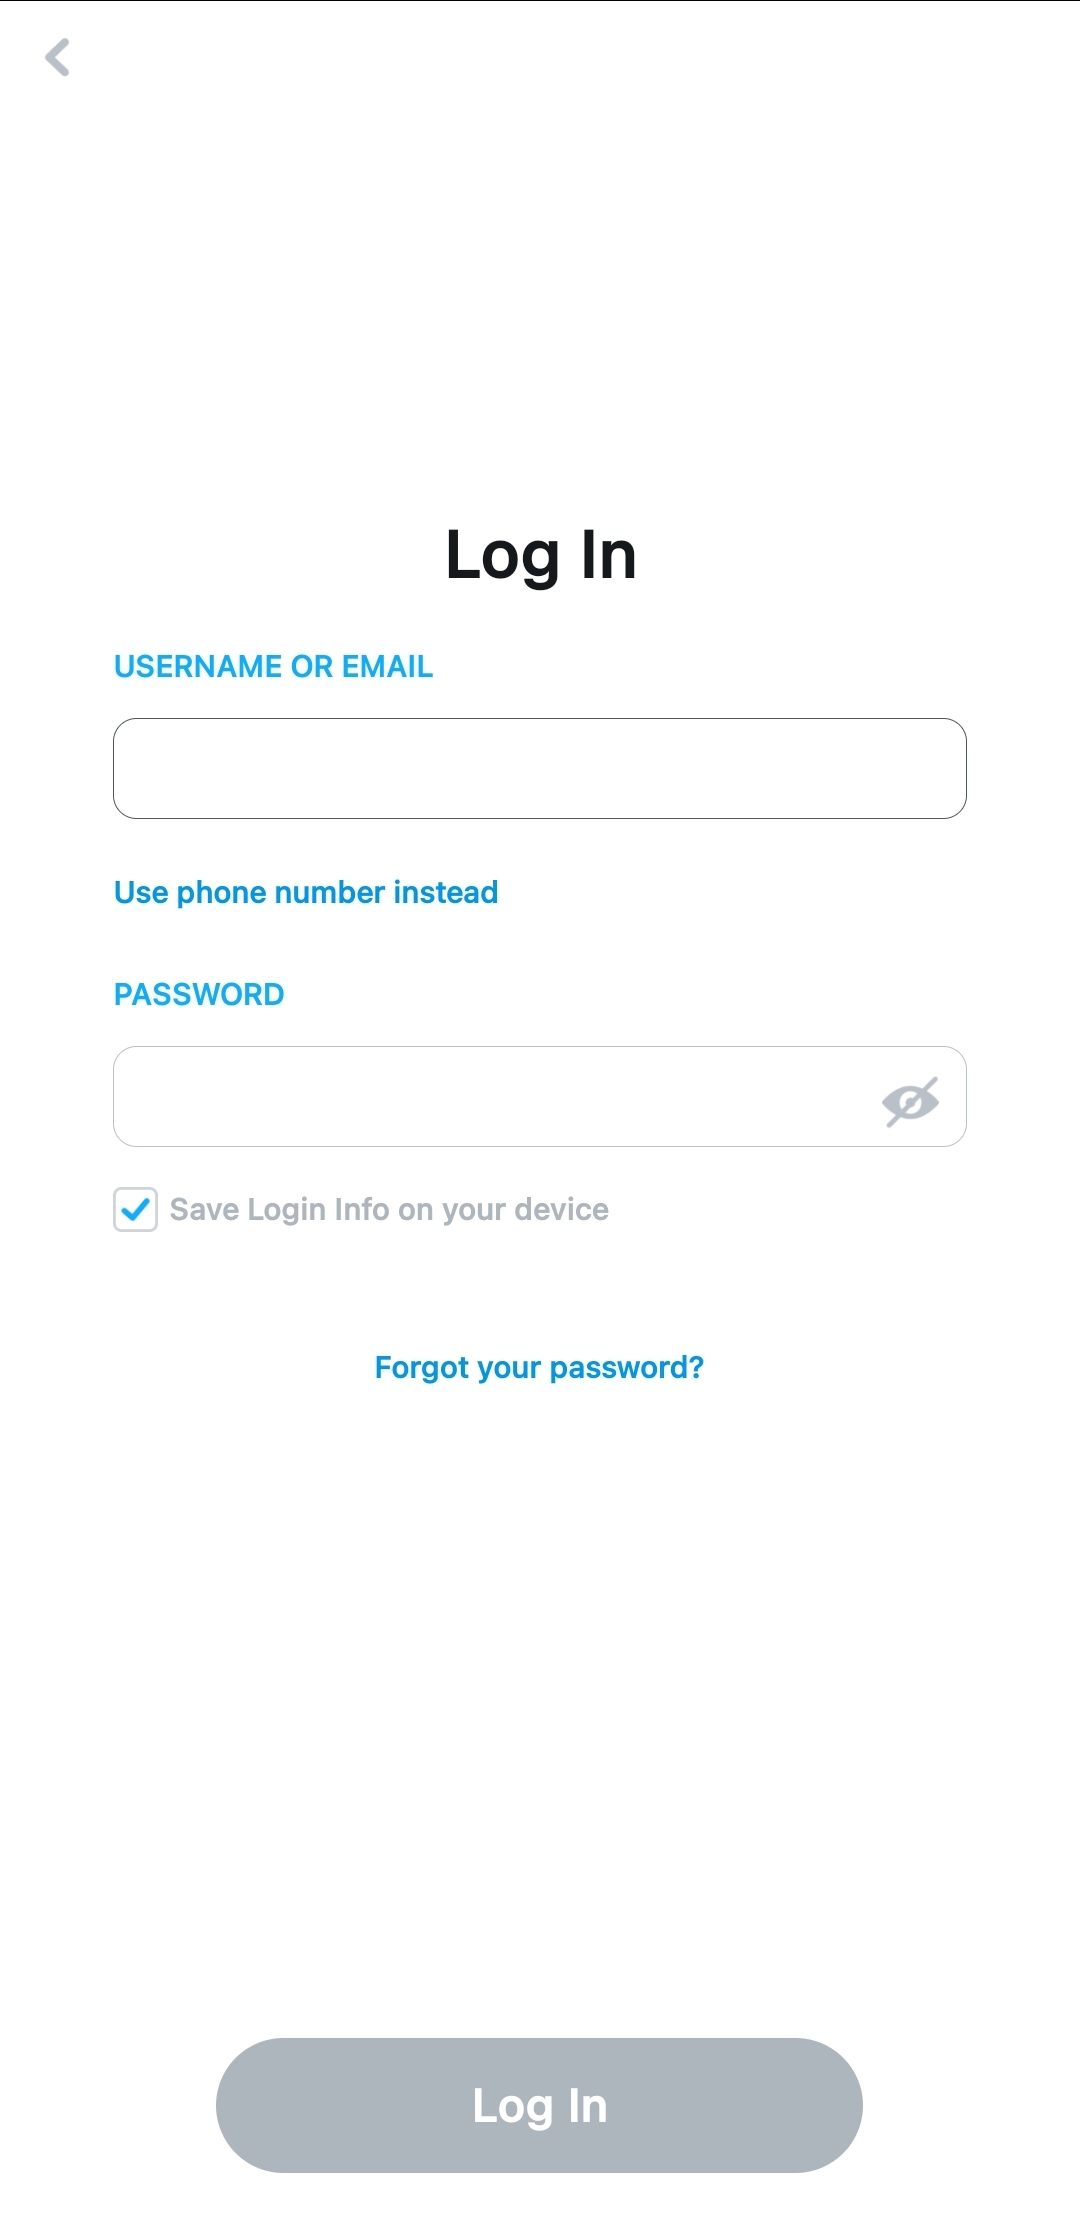 Log In
USERNAME OR EMAIL
Use phone number instead
PASSWORD
Save Login Info on your device
Forgot your password?
Log In